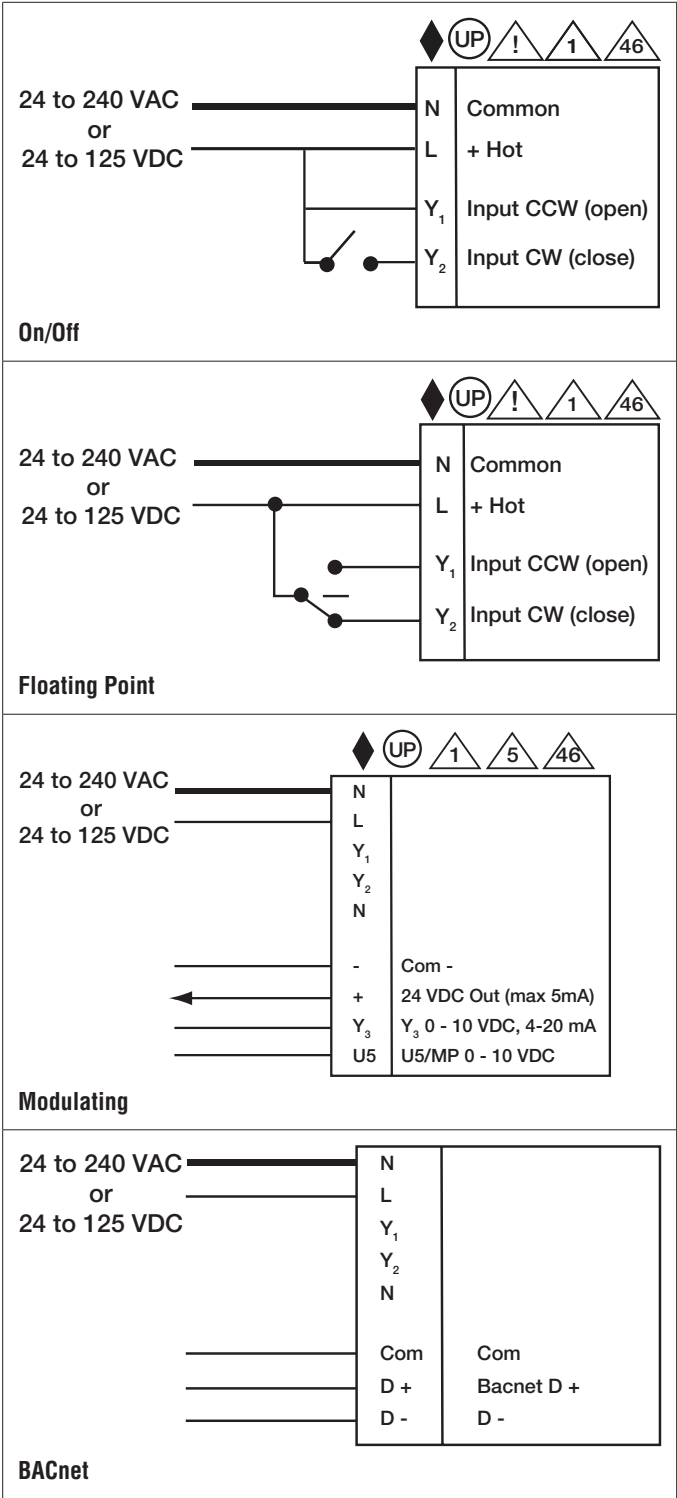 UP ! 1 46
24 to 240 VAC
or
24 to 125 VDC
N Common
L + Hot
Y1 Input CCW (open)
Y2 Input CW (close)
On/Off
UP ! 1 46
24 to 240 VAC
or
24 to 125 VDC
N Common
L + Hot
Y1 Input CCW (open)
Y2 Input CW (close)
Floating Point
UP 1 5 46
24 to 240 VAC
or
24 to 125 VDC
N
L
Y1
Y2
N
- Com -
+ 24 VDC Out (max 5mA)
Y3 Y3 0 - 10 VDC, 4-20 mA
U5 U5/MP 0 - 10 VDC
Modulating
24 to 240 VAC
or
24 to 125 VDC
N
L
Y1
Y2
N
Com Com
D + Bacnet D +
D - D -
BACnet